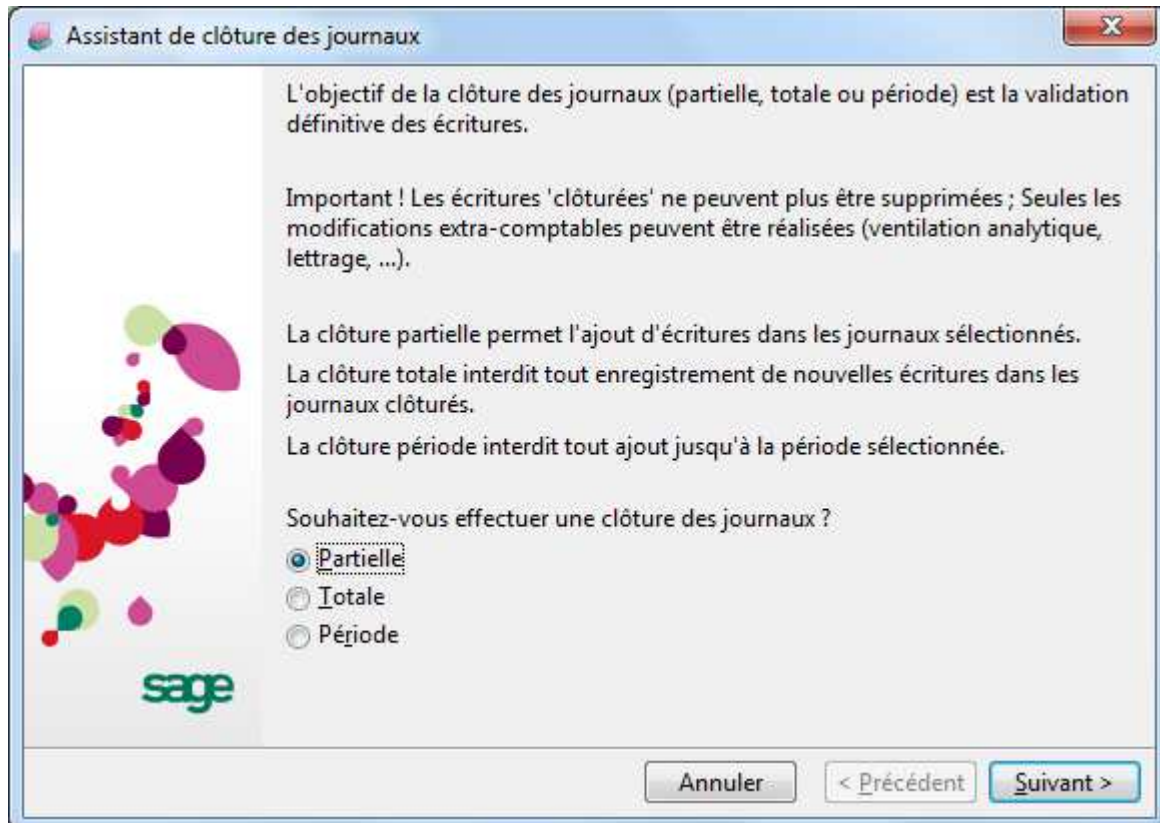 Assistant de clôture des journaux
L'objectif de la clôture des journaux (partielle, totale ou période) est la validation
définitive des écritures.
Important ! Les écritures 'clôturées' ne peuvent plus être supprimées ; Seules les
modifications extra-comptables peuvent être réalisées (ventilation analytique,
lettrage, ...).
La clôture partielle permet l'ajout d'écritures dans les journaux sélectionnés.
La clôture totale interdit tout enregistrement de nouvelles écritures dans les
journaux clôturés.
La clôture période interdit tout ajout jusqu'à la période sélectionnée.
Souhaitez-vous effectuer une clôture des journaux ?
Partielle
Totale
Période
sage
Annuler
< Précédent
Suivant >